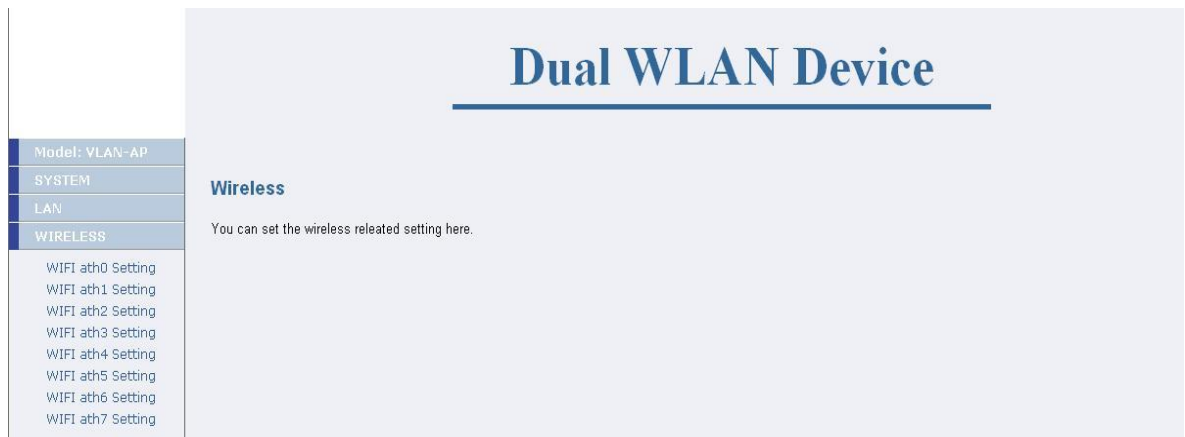 Dual WLAN Device
Model: VLAN-AP
SYSTEM
LAN
WIRELESS
WIFI ath0 Setting
WIFI ath1 Setting
WIFI ath2 Setting
WIFI ath3 Setting
WIFI ath4 Setting
WIFI ath5 Setting
WIFI ath6 Setting
WIFI ath7 Setting
Wireless
You can set the wireless releated setting here.